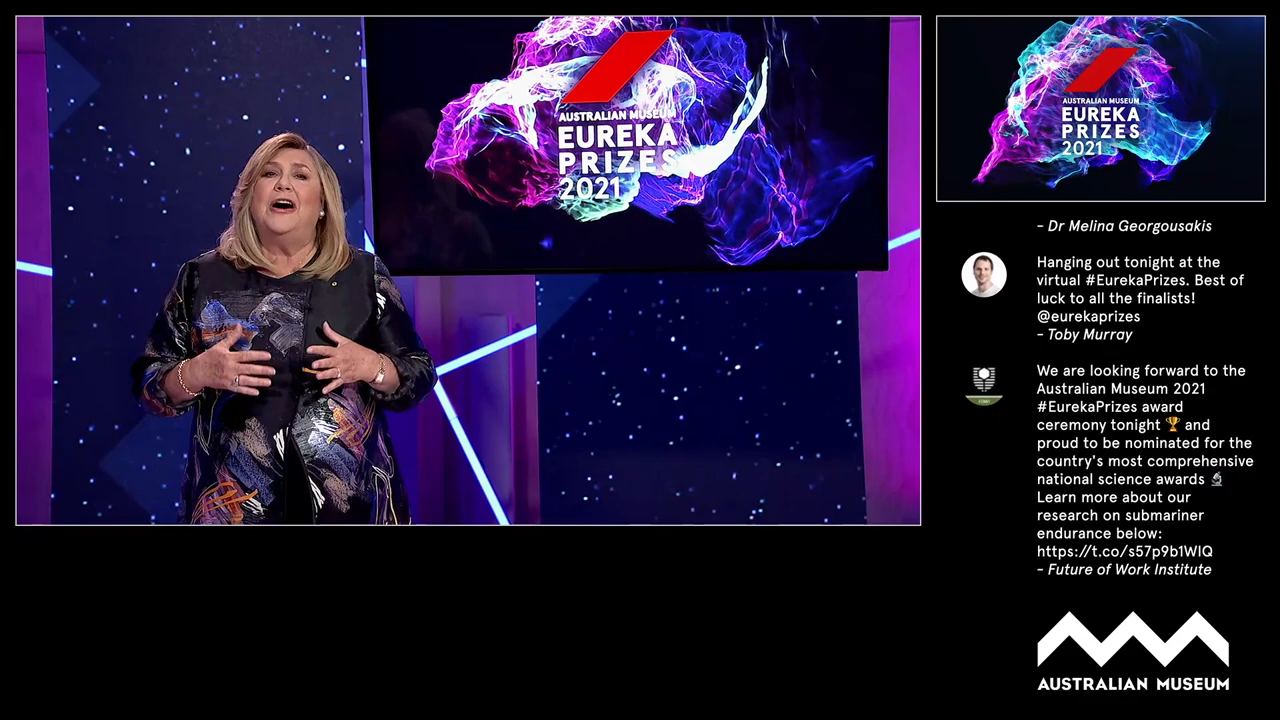 AUSTRALIAN MUSEUM
EUREKA
PRIZES
2021
AUSTRALIAN MUSEUM
EUREKA
PRIZES
2021
- Dr Melina Georgousakis
Hanging out tonight at the
virtual #EurekaPrizes. Best of
luck to all the finalists!
@eurekaprizes
- Toby Murray
We are looking forward to the
Australian Museum 2021
#EurekaPrizes award
ceremony tonight 🏆 and
proud to be nominated for the
country's most comprehensive
national science awards 🔬
Learn more about our
research on submariner
endurance below:
https://t.co/s57p9b1WlQ
- Future of Work Institute
AUSTRALIAN MUSEUM